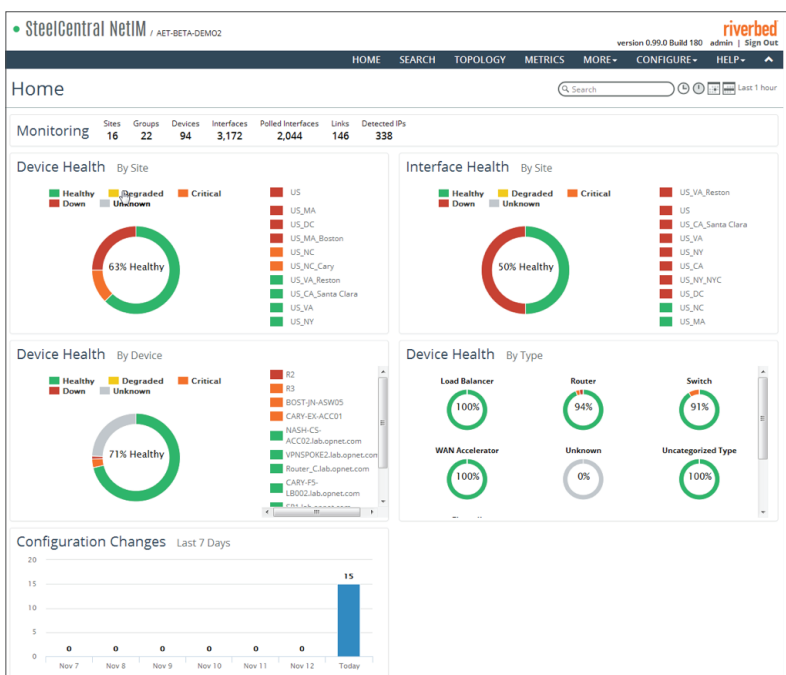 SteelCentral NetIM / AET-BETA-DEMO2
riverbed
version 0.99.0 Build 180 admin | Sign Out
HOME SEARCH TOPOLOGY METRICS MORE CONFIGURE HELP
Home
Search
Last 1 hour
Monitoring
Sites Groups Devices Interfaces Polled Interfaces Links Detected IPs
16 22 94 3,172 2,044 146 338
Device Health By Site
Healthy Degraded Critical
Down Unknown
63% Healthy
US
US_MA
US_DC
US_MA_Boston
US_NC
US_NC_Cary
US_VA_Reston
US_CA_Santa Clara
US_VA
US_NY
Interface Health By Site
Healthy Degraded Critical
Down Unknown
50% Healthy
US_VA_Reston
US
US_CA_Santa Clara
US_VA
US_NY
US_CA
US_NY_NYC
US_DC
US_NC
US_MA
Device Health By Device
Healthy Degraded Critical
Down Unknown
71% Healthy
R2
R3
BOST-JN-ASW05
CARY-EX-ACC01
NASH-CS-
ACC02.lab.opnet.com
VPNSPOKE2.lab.opnet.com
Router_C.lab.opnet.com
CARY-F5-
LB002.lab.opnet.com
Device Health By Type
Load Balancer Router Switch
100% 94% 91%
WAN Accelerator Unknown Uncategorized Type
100% 0% 100%
Configuration Changes Last 7 Days
20
15
10
5
0
0 0 0 0 0 0 15
Nov 7 Nov 8 Nov 9 Nov 10 Nov 11 Nov 12 Today